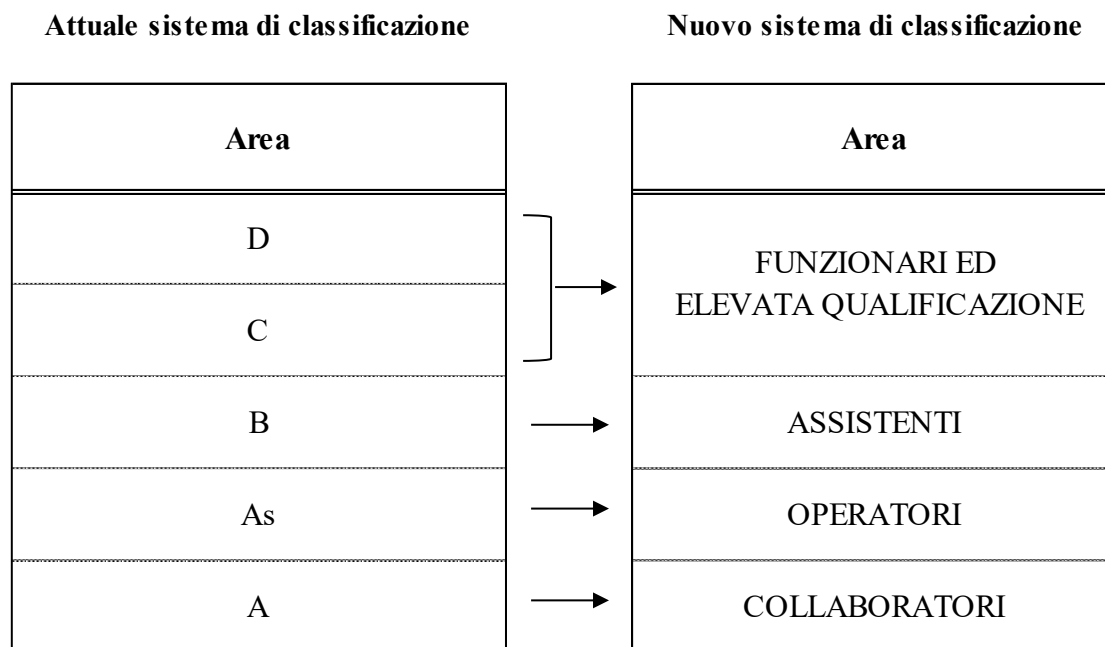 Attuale sistema di classificazione
Nuovo sistema di classificazione
Area
Area
D
C
FUNZIONARI ED
ELEVATA QUALIFICAZIONE
B
ASSISTENTI
As
OPERATORI
A
COLLABORATORI